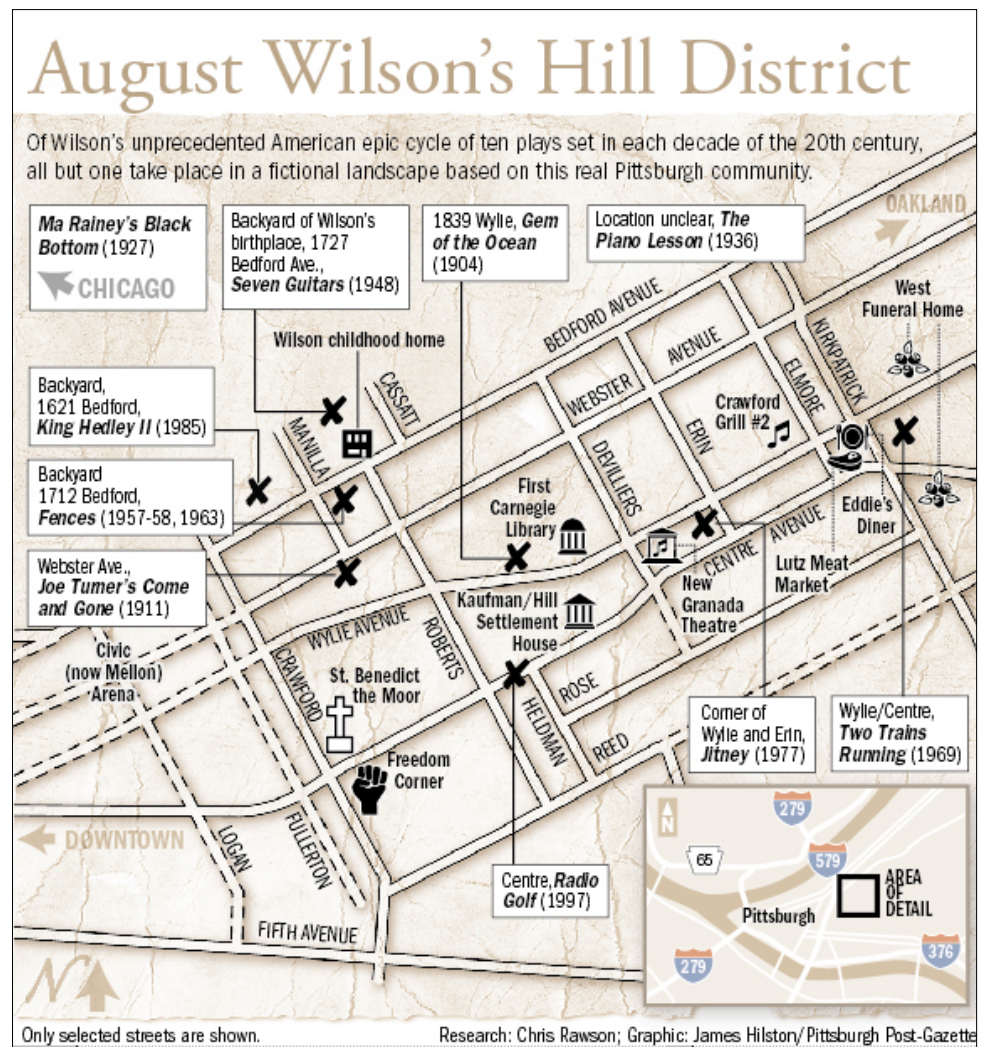 August Wilson's Hill District
Of Wilson's unprecedented American epic cycle of ten plays set in each decade of the 20th century,
all but one take place in a fictional landscape based on this real Pittsburgh community.
Ma Rainey's Black
Bottom (1927)
CHICAGO
Backyard of Wilson's
birthplace, 1727
Bedford Ave.,
Seven Guitars (1948)
1839 Wylie, Gem
of the Ocean
(1904)
Location unclear, The
Piano Lesson (1936)
OAKLAND
West
Funeral Home
Wilson childhood home
BEDFORD AVENUE
KIRKPATRICK
WEBSTER
AVENUE
ELMORE
CASSATT
MANILLA
Backyard,
1621 Bedford,
King Hedley II (1985)
Crawford
Grill #2
ERIN
DEVILLIERS
Backyard
1712 Bedford,
Fences (1957-58, 1963)
First
Carnegie
Library
Eddie's
Diner
CENTRE AVENUE
Lutz Meat
Market
New
Granada
Theatre
Webster Ave.,
Joe Turner's Come
and Gone (1911)
Kaufman/Hill
Settlement
House
WYLIE AVENUE
ROBERTS
CRAWFORD
Civic
(now Mellon)
Arena
St. Benedict
the Moor
ROSE
HELDMAN
REED
Corner of
Wylie and Erin,
Jitney (1977)
Wylie/Centre,
Two Trains
Running (1969)
Freedom
Corner
DOWNTOWN
LOGAN
FULLERTON
Centre, Radio
Golf (1997)
FIFTH AVENUE
N
N
279
65
579
AREA
OF
DETAIL
Pittsburgh
279
376
Only selected streets are shown.
Research: Chris Rawson; Graphic: James Hilston/Pittsburgh Post-Gazette